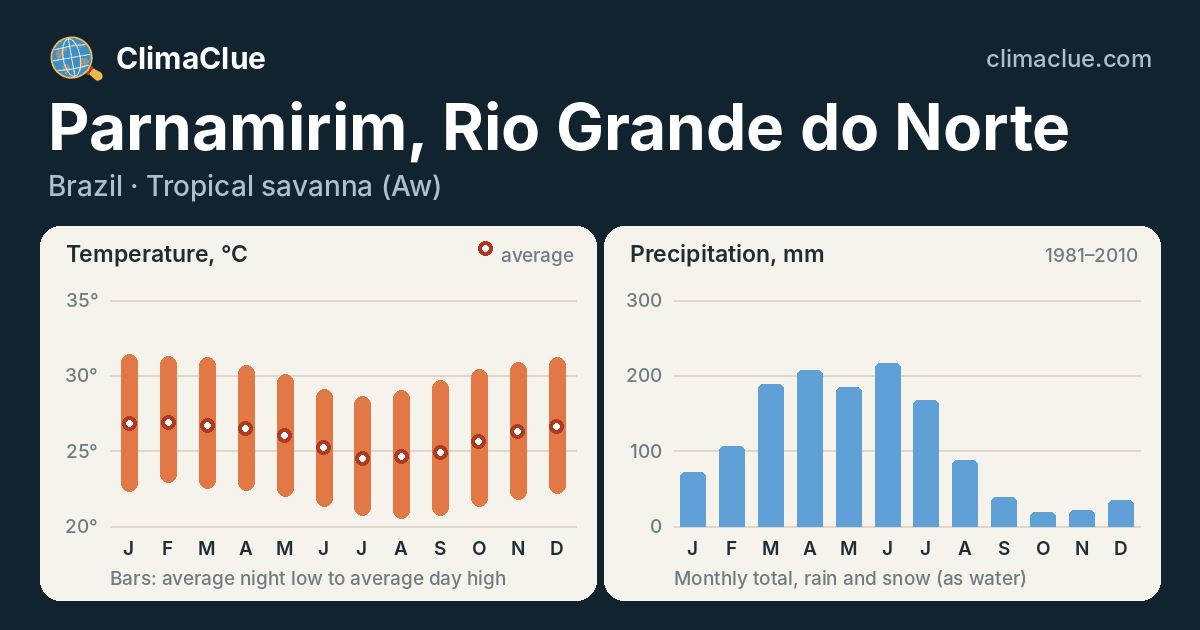 ClimaClue
climaclue.com
Parnamirim, Rio Grande do Norte
Brazil · Tropical savanna (Aw)
Temperature, °C
average
35°
30°
25°
20°
J F M A M J J A S O N D
Bars: average night low to average day high
Precipitation, mm
1981–2010
300
200
100
0
J F M A M J J A S O N D
Monthly total, rain and snow (as water)